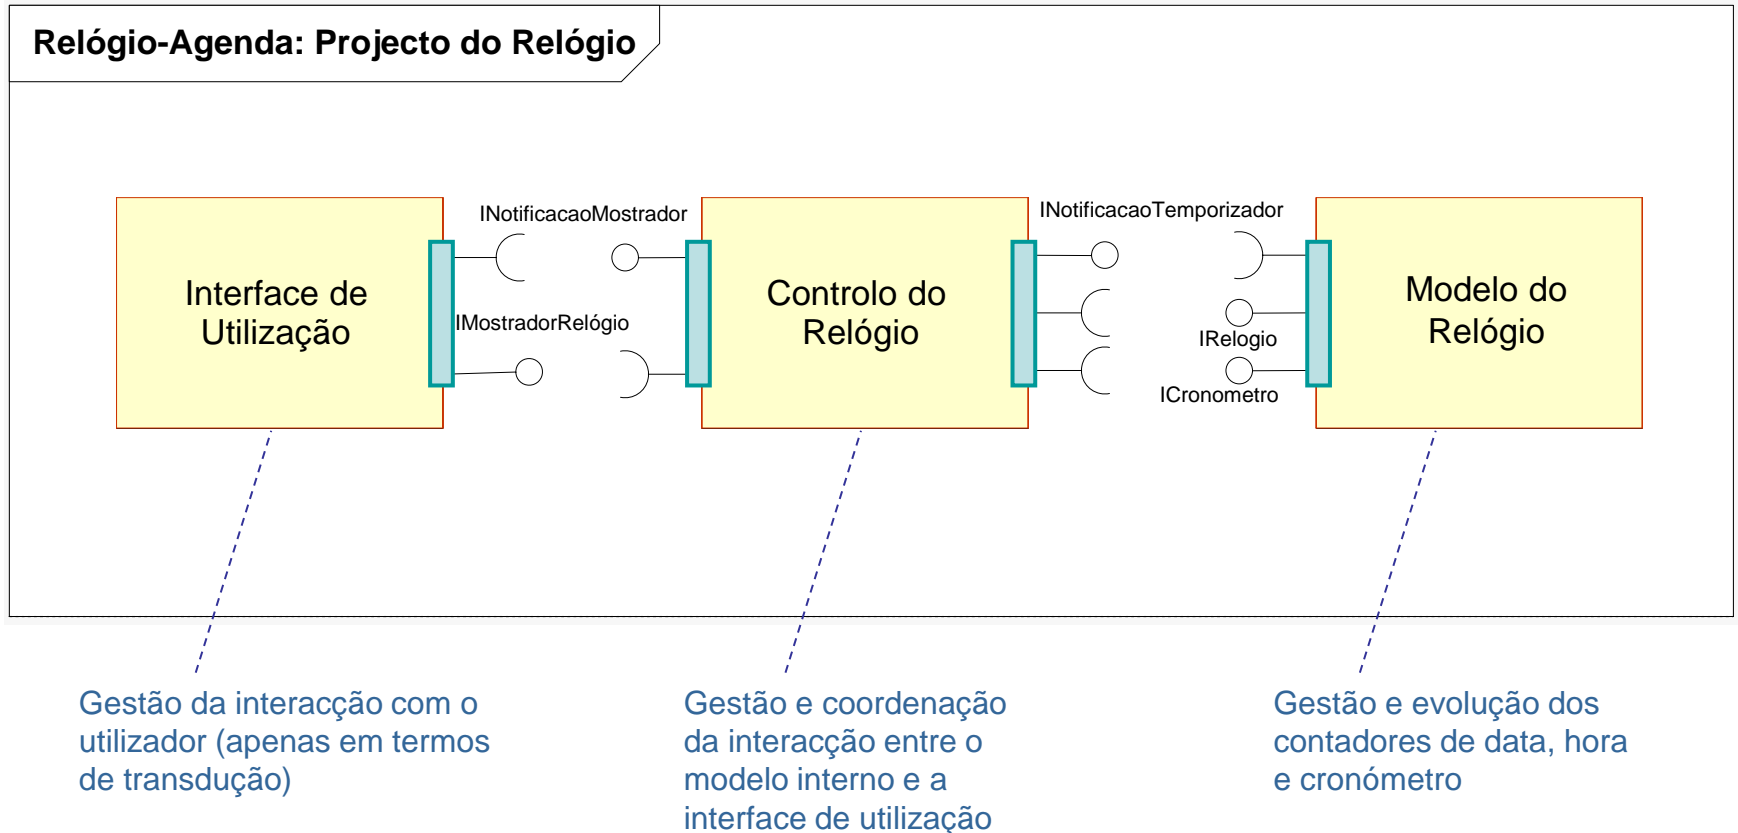 Relógio-Agenda: Projecto do Relógio
INotificacaoMostrador
INotificacaoTemporizador
Interface de
Utilização
IMostradorRelógio
Controlo do
Relógio
IRelogio
ICronometro
Modelo do
Relógio
Gestão da interacção com o
utilizador (apenas em termos
de transdução)
Gestão e coordenação
da interacção entre o
modelo interno e a
interface de utilização
Gestão e evolução dos
contadores de data, hora
e cronómetro